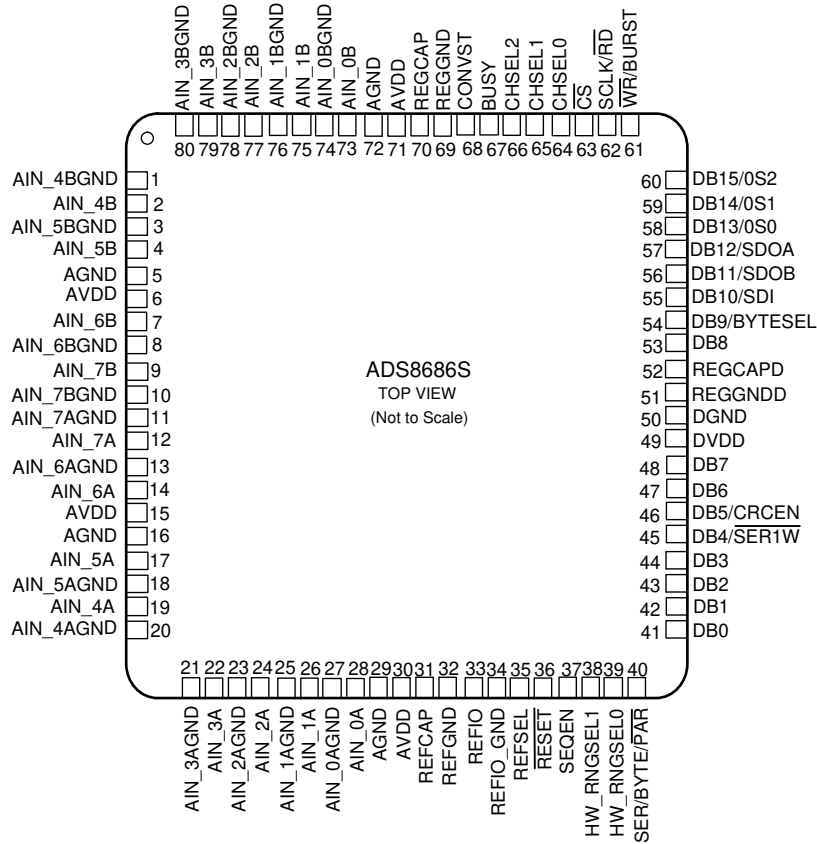 AIN_3BGND
AIN_3B
AIN_2BGND
AIN_2B
AIN_1BGND
AIN_1B
AIN_0BGND
AIN_0B
AGND
AVDD
REGCAP
REGGND
CONVST
BUSY
CHSEL2
CHSEL1
CHSEL0
CS
SCLK/RD
WR/BURST
80 79 78 77 76 75 74 73 72 71 70 69 68 67 66 65 64 63 62 61
AIN_4BGND 1
AIN_4B 2
AIN_5BGND 3
AIN_5B 4
AGND 5
AVDD 6
AIN_6B 7
AIN_6BGND 8
AIN_7B 9
AIN_7BGND 10
AIN_7AGND 11
AIN_7A 12
AIN_6AGND 13
AIN_6A 14
AVDD 15
AGND 16
AIN_5A 17
AIN_5AGND 18
AIN_4A 19
AIN_4AGND 20
ADS8686S
TOP VIEW
(Not to Scale)
60 DB15/0S2
59 DB14/0S1
58 DB13/0S0
57 DB12/SDOA
56 DB11/SDOB
55 DB10/SDI
54 DB9/BYTESEL
53 DB8
52 REGCAPD
51 REGGNDD
50 DGND
49 DVDD
48 DB7
47 DB6
46 DB5/CRCEN
45 DB4/SER1W
44 DB3
43 DB2
42 DB1
41 DB0
21 22 23 24 25 26 27 28 29 30 31 32 33 34 35 36 37 38 39 40
AIN_3AGND
AIN_3A
AIN_2AGND
AIN_2A
AIN_1AGND
AIN_1A
AIN_0AGND
AIN_0A
AGND
AVDD
REFCAP
REFGND
REFIO
REFIO_GND
REFSEL
RESET
SEQEN
HW_RNGSEL1
HW_RNGSEL0
SER/BYTE/PAR